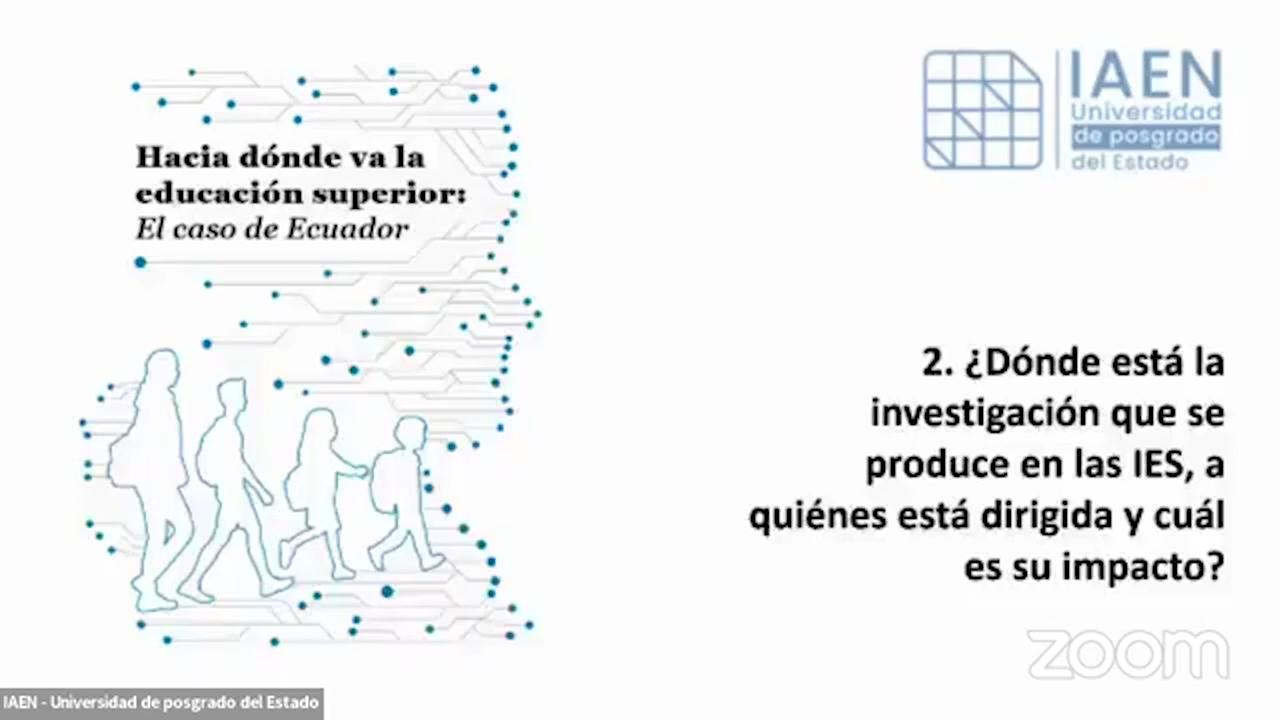 Hacia dónde va la
educación superior:
El caso de Ecuador
IAEN
Universidad
de posgrado
del Estado
2. ¿Dónde está la
investigación que se
produce en las IES, a
quiénes está dirigida y cuál
es su impacto?
zoom
IAEN - Universidad de posgrado del Estado